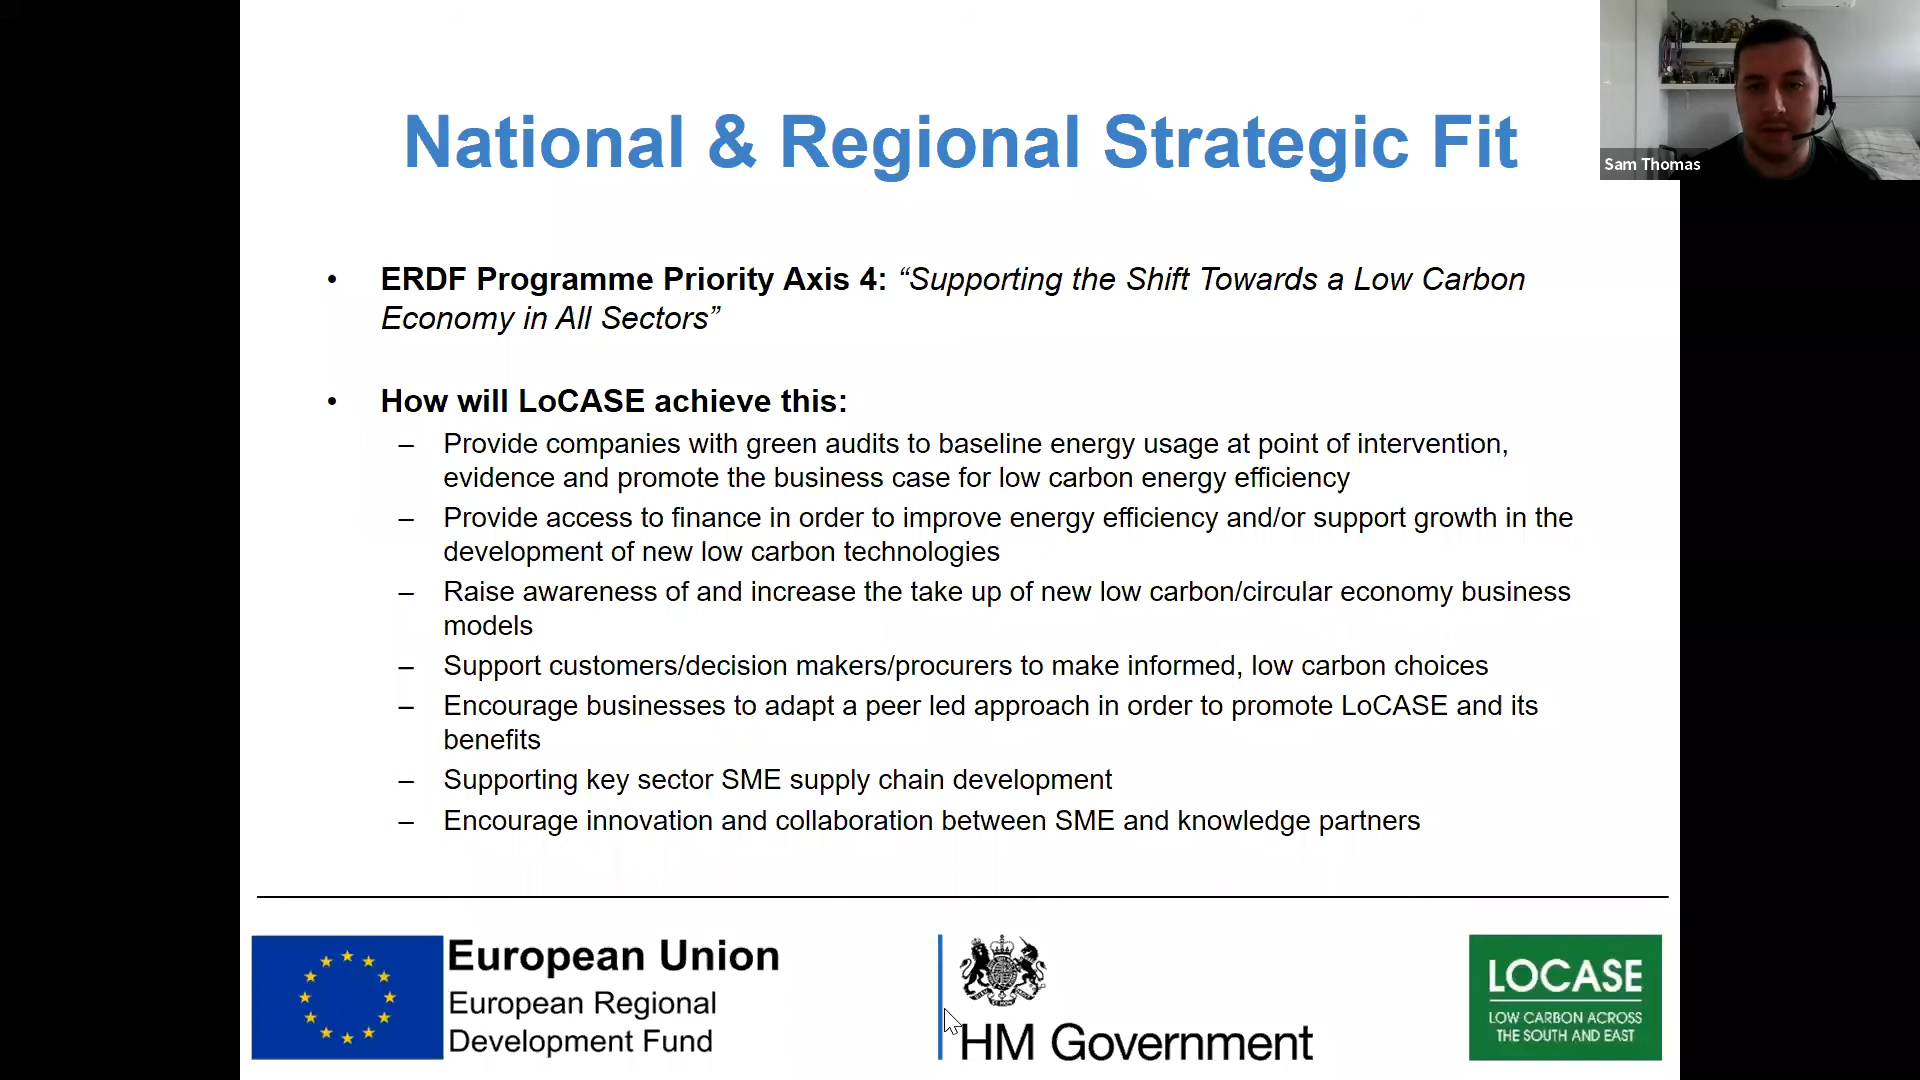 National & Regional Strategic Fit
Sam Thomas
• ERDF Programme Priority Axis 4: “Supporting the Shift Towards a Low Carbon
Economy in All Sectors”
• How will LoCASE achieve this:
– Provide companies with green audits to baseline energy usage at point of intervention,
evidence and promote the business case for low carbon energy efficiency
– Provide access to finance in order to improve energy efficiency and/or support growth in the
development of new low carbon technologies
– Raise awareness of and increase the take up of new low carbon/circular economy business
models
– Support customers/decision makers/procurers to make informed, low carbon choices
– Encourage businesses to adapt a peer led approach in order to promote LoCASE and its
benefits
– Supporting key sector SME supply chain development
– Encourage innovation and collaboration between SME and knowledge partners
European Union
European Regional
Development Fund
HM Government
LOCASE
LOW CARBON ACROSS
THE SOUTH AND EAST